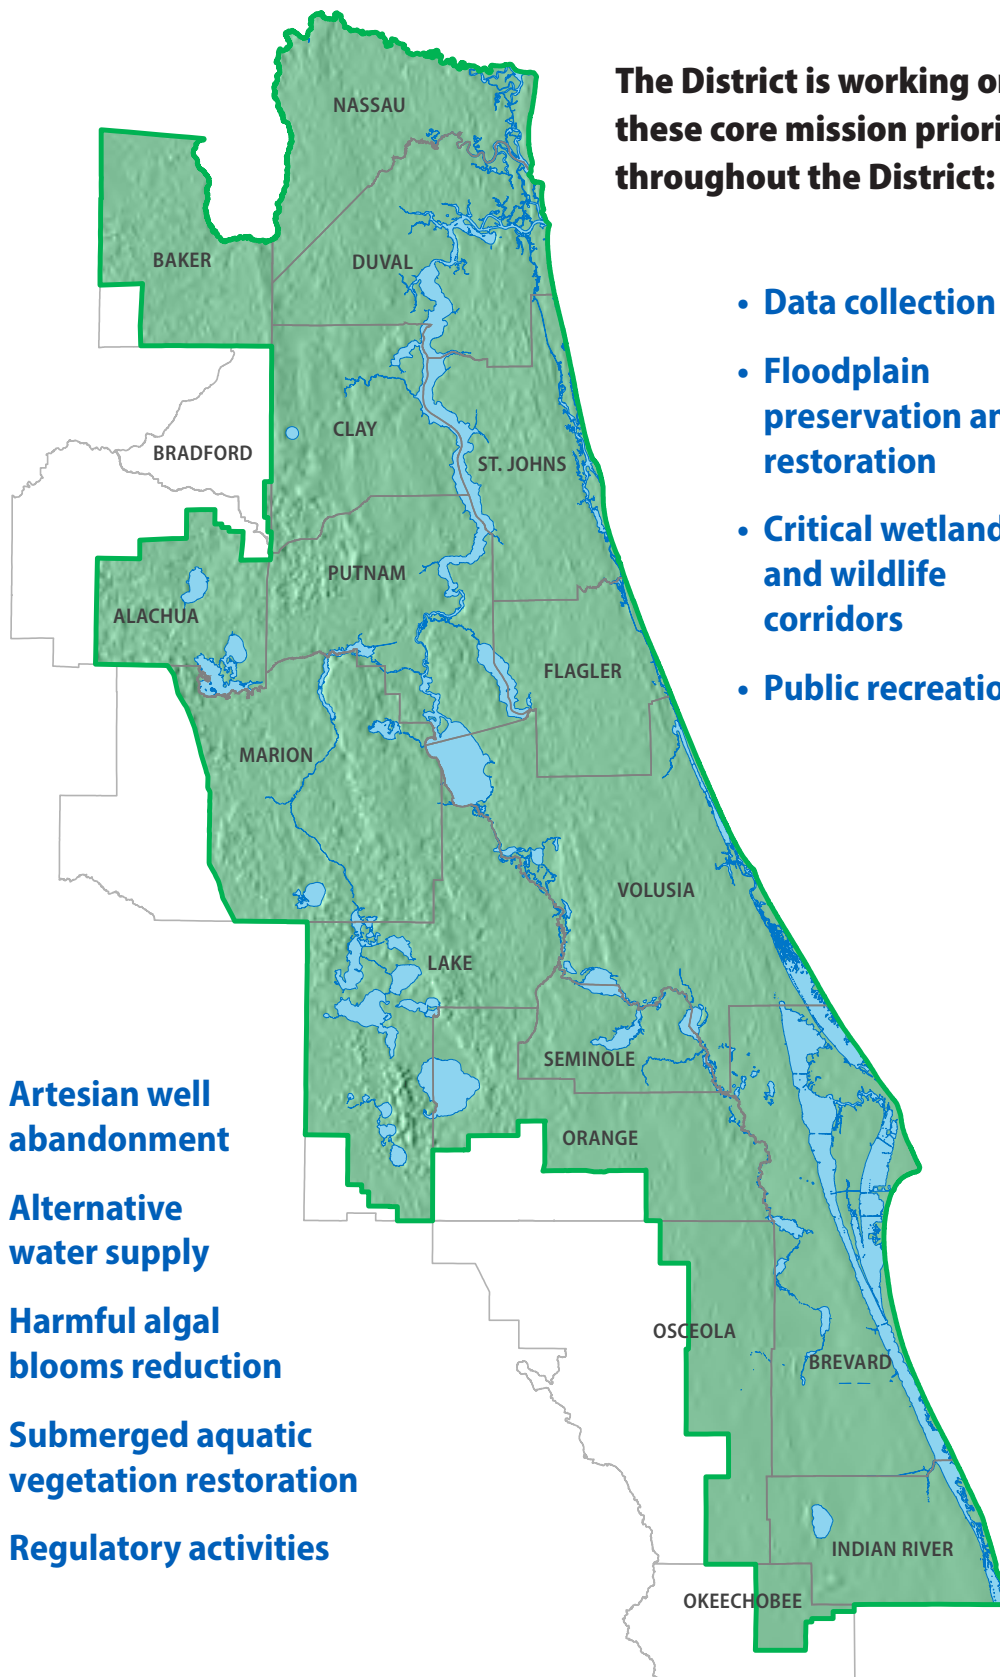 The District is working on
these core mission priori
throughout the District:
• Data collection
• Floodplain
preservation an
restoration
• Critical wetland
and wildlife
corridors
• Public recreatio
NASSAU
BAKER
DUVAL
BRADFORD
CLAY
ST. JOHNS
PUTNAM
ALACHUA
FLAGLER
MARION
VOLUSIA
LAKE
SEMINOLE
ORANGE
OSCEOLA
BREVARD
INDIAN RIVER
OKEECHOBEE
Artesian well
abandonment
Alternative
water supply
Harmful algal
blooms reduction
Submerged aquatic
vegetation restoration
Regulatory activities